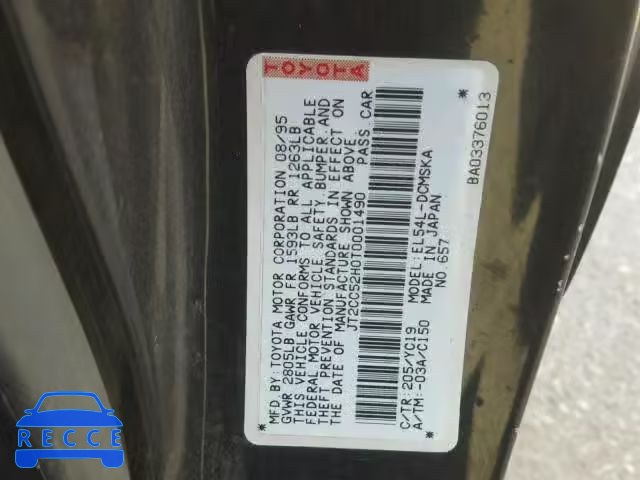 TOYOTA
MFD.BY:TOYOTA MOTOR CORPORATION 08/95
GVWR 2805LB GAWR FR 1593LB RR 1263LB
THIS VEHICLE CONFORMS TO ALL APPLICABLE
FEDERAL MOTOR VEHICLE SAFETY, BUMPER, AND
THEFT PREVENTION STANDARDS IN EFFECT ON
THE DATE OF MANUFACTURE SHOWN ABOVE.
JT2CC52H0T0001490 PASS CAR
C/TR:205/YC19 MODEL:EL54L-DCMSKA
A/TM:-03A/C150 MADE IN JAPAN
NO.657
*BA03376013*
RECCE